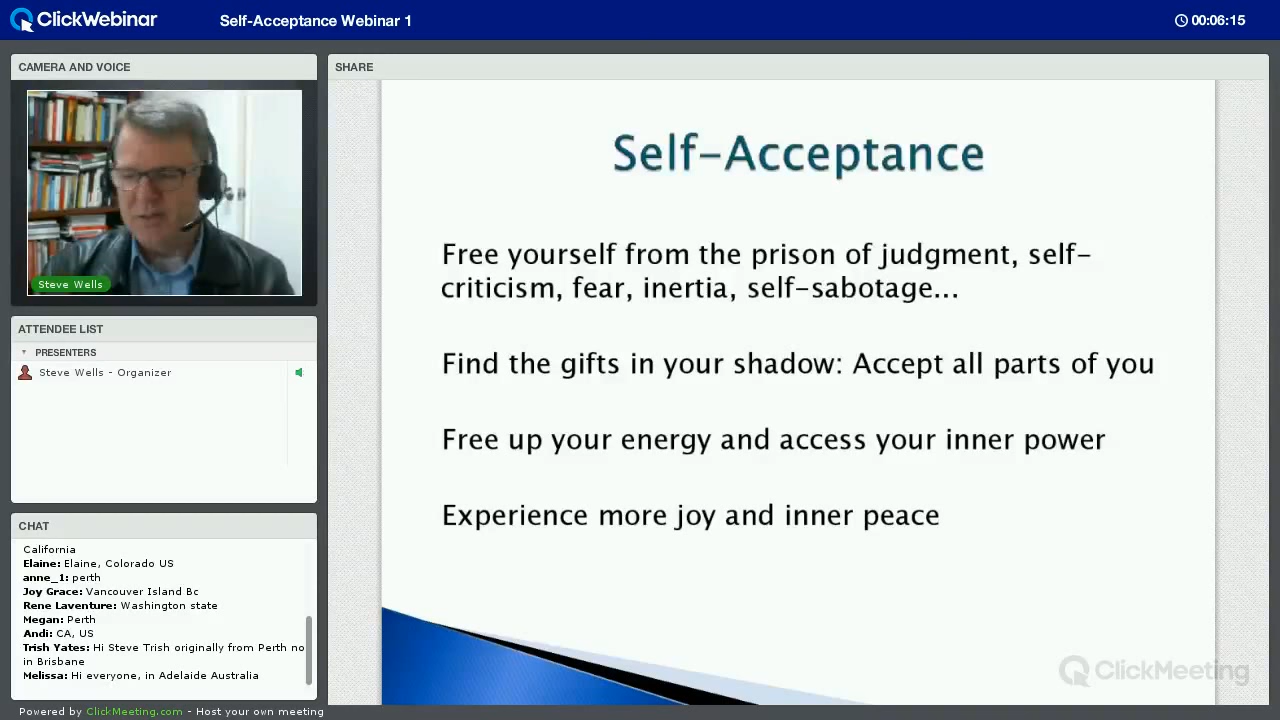 ClickWebinar
Self-Acceptance Webinar 1
00:06:15
CAMERA AND VOICE
Steve Wells
ATTENDEE LIST
PRESENTERS
Steve Wells - Organizer
CHAT
California
Elaine: Elaine, Colorado US
anne_1: perth
Joy Grace: Vancouver Island Bc
Rene Laventure: Washington state
Megan: Perth
Andi: CA, US
Trish Yates: Hi Steve Trish originally from Perth no
in Brisbane
Melissa: Hi everyone, in Adelaide Australia
Powered by ClickMeeting.com - Host your own meeting
SHARE
Self-Acceptance
Free yourself from the prison of judgment, self-
criticism, fear, inertia, self-sabotage...
Find the gifts in your shadow: Accept all parts of you
Free up your energy and access your inner power
Experience more joy and inner peace
ClickMeeting